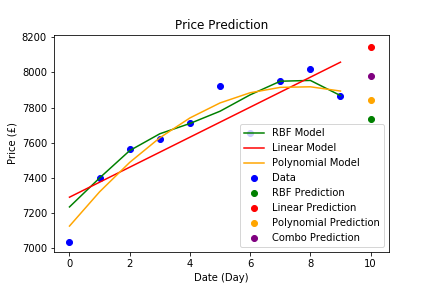 Price Prediction
8200
8000
7800
7600
7400
7200
7000
Price (£)
RBF Model
Linear Model
Polynomial Model
Data
RBF Prediction
Linear Prediction
Polynomial Prediction
Combo Prediction
0 2 4 6 8 10
Date (Day)